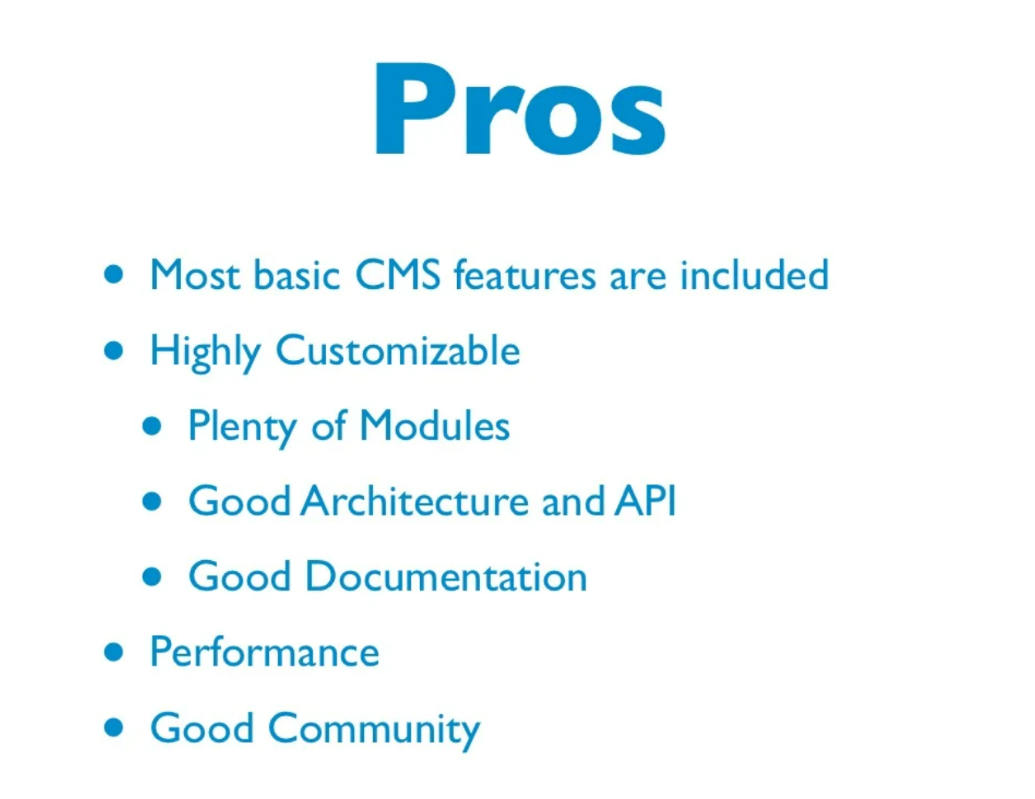 Pros
• Most basic CMS features are included
• Highly Customizable
• Plenty of Modules
• Good Architecture and API
• Good Documentation
• Performance
• Good Community